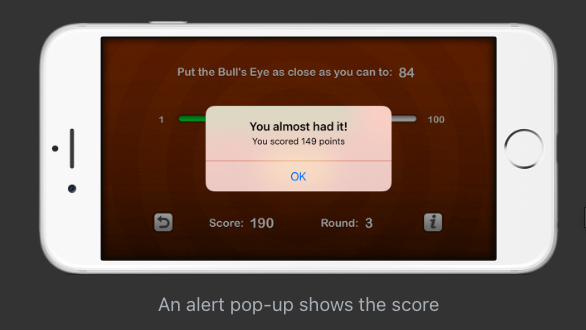 Put the Bull's Eye as close as you can to: 84
1 100
You almost had it!
You scored 149 points
OK
Score: 190 Round: 3 i
An alert pop-up shows the score